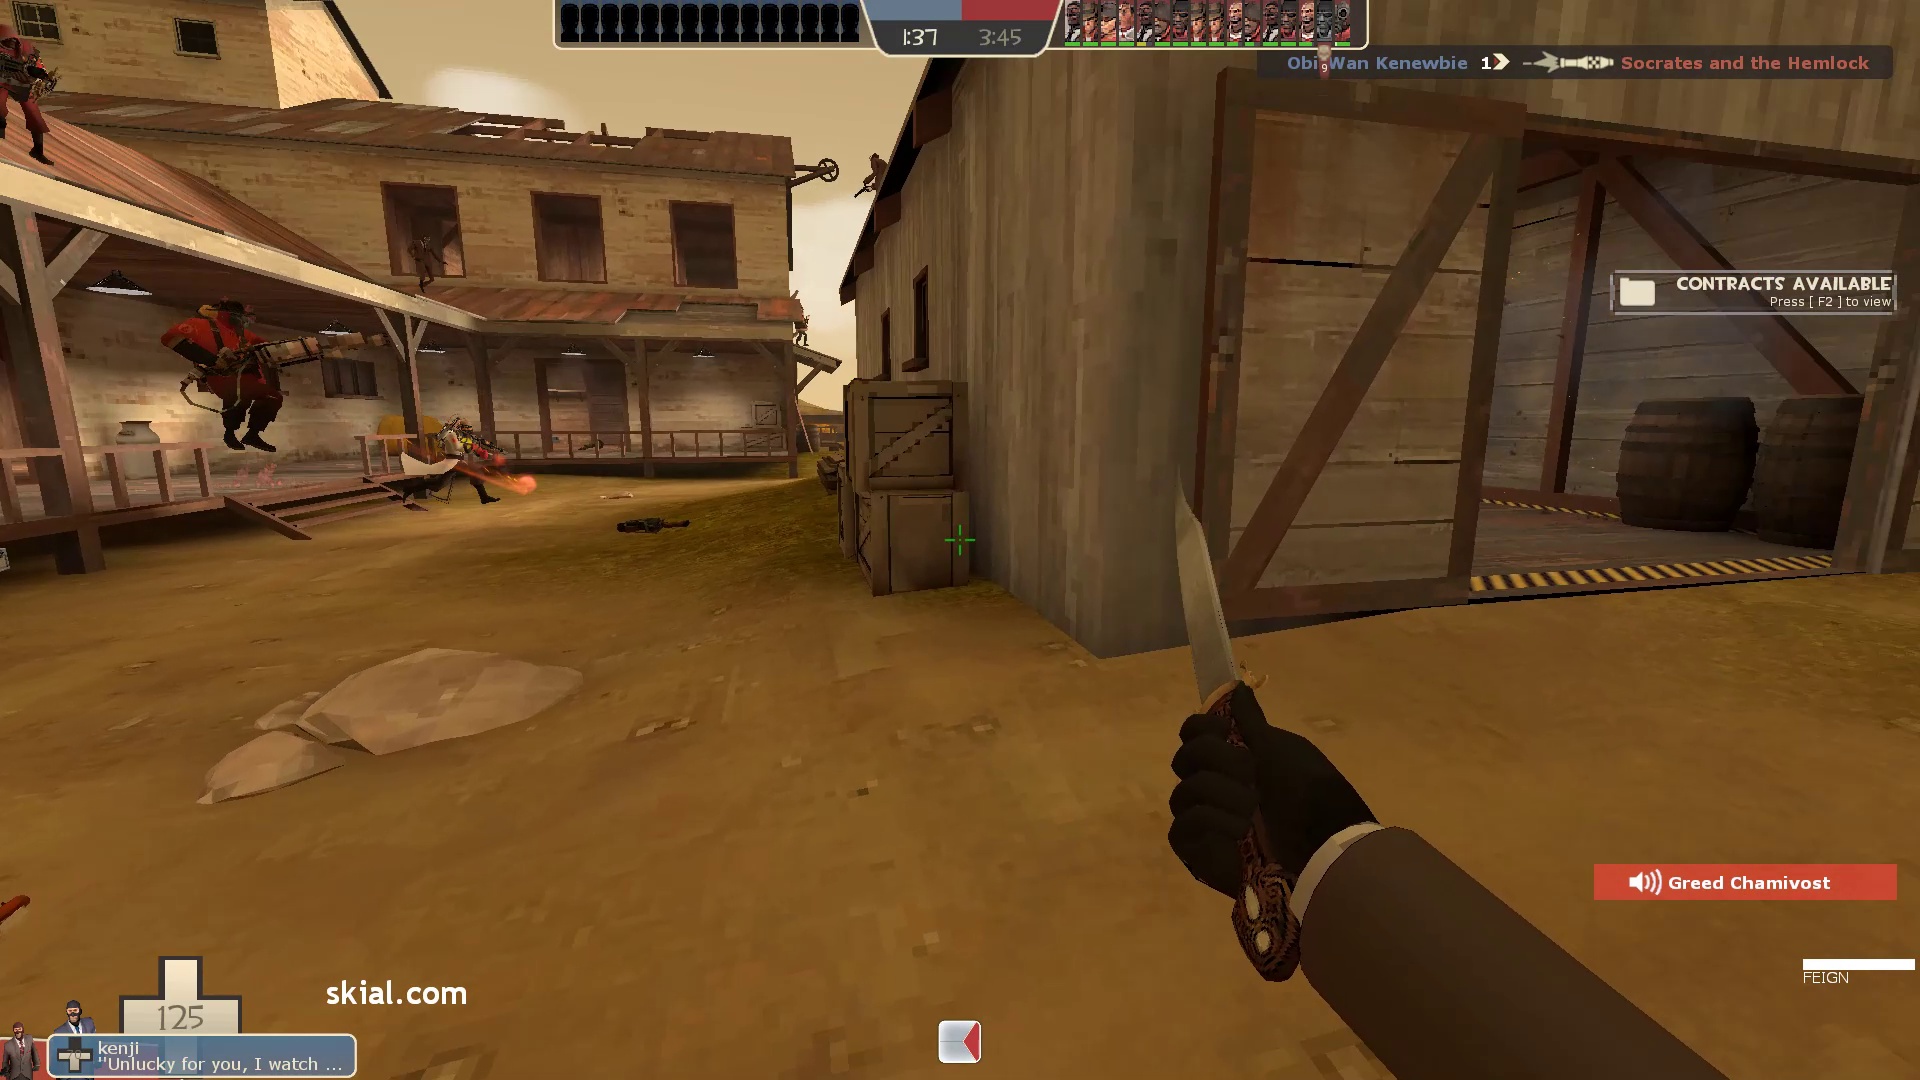 1:37 3:45
Obi Wan Kenewbie 1 Socrates and the Hemlock
9
CONTRACTS AVAILABLE
Press [ F2 ] to view
Greed Chamivost
FEIGN
skial.com
125
kenji
"Unlucky for you, I watch ...